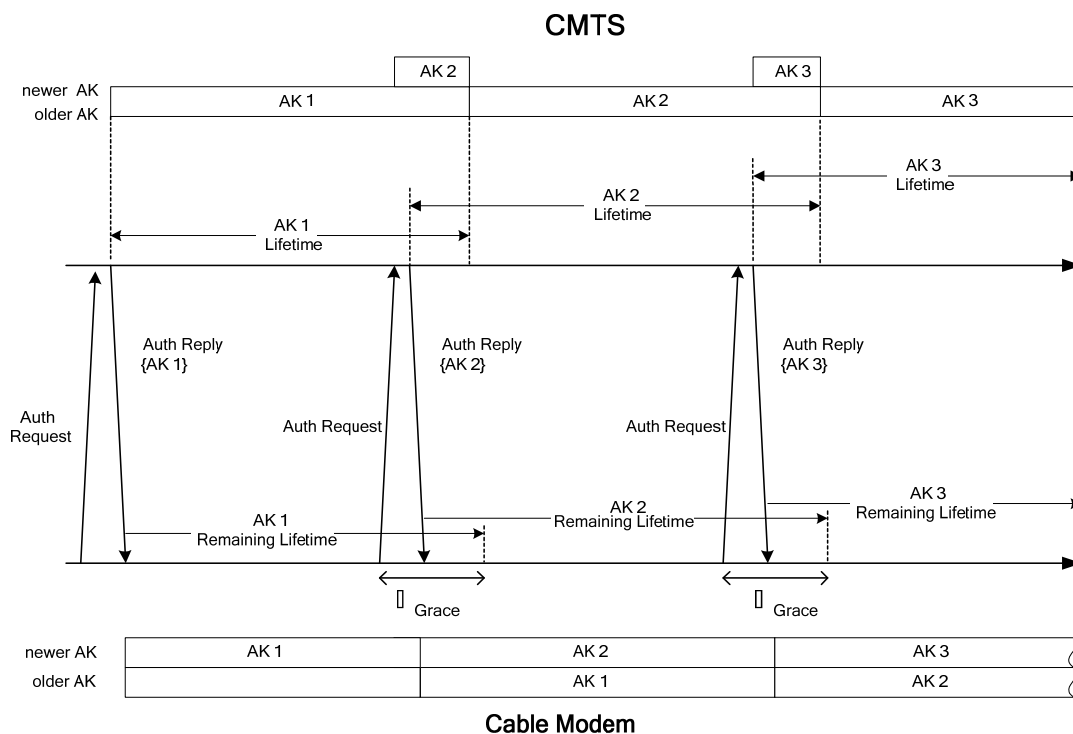 CMTS
AK 2
AK 3
newer AK
older AK
AK 1
AK 2
AK 3
AK 3
Lifetime
AK 2
Lifetime
AK 1
Lifetime
Auth Reply
{AK 1}
Auth Reply
{AK 2}
Auth Reply
{AK 3}
Auth
Request
Auth Request
Auth Request
AK 1
Remaining Lifetime
AK 2
Remaining Lifetime
AK 3
Remaining Lifetime
Grace
Grace
newer AK
AK 1
AK 2
AK 3
older AK
AK 1
AK 2
Cable Modem